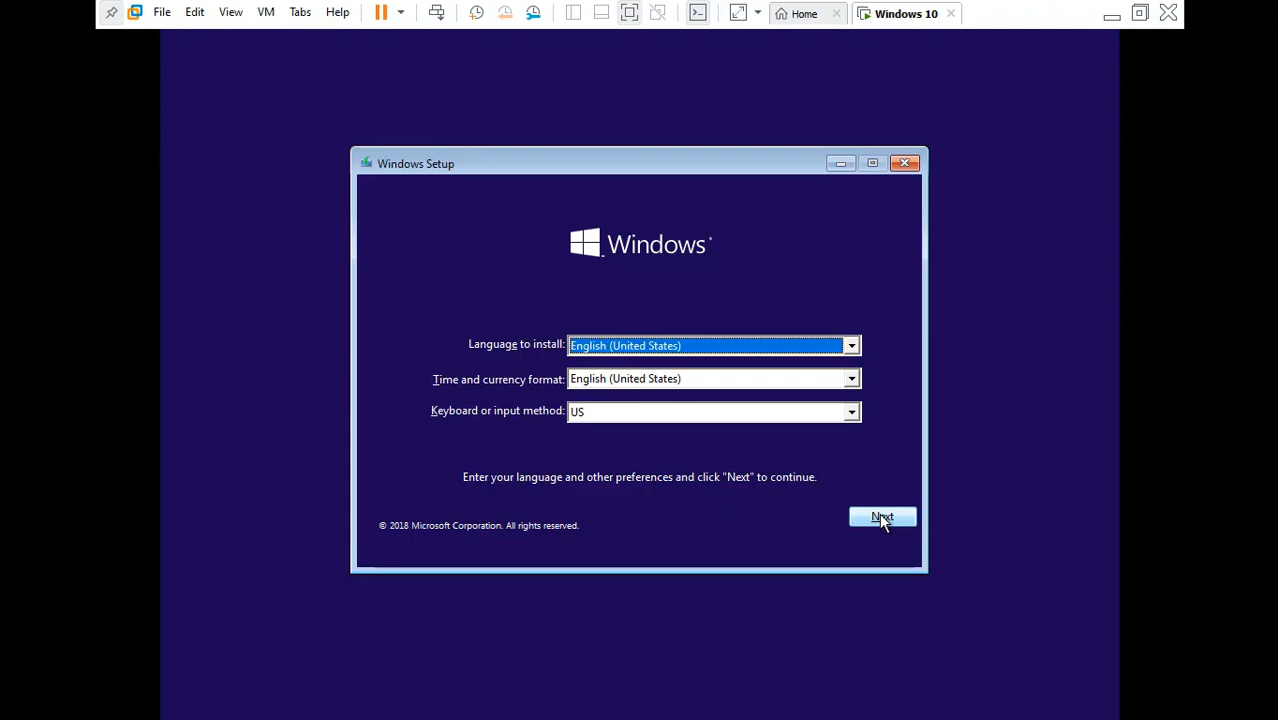 File Edit View VM Tabs Help Home Windows 10
Windows Setup
Windows
Language to install: English (United States)
Time and currency format: English (United States)
Keyboard or input method: US
Enter your language and other preferences and click "Next" to continue.
Next
© 2018 Microsoft Corporation. All rights reserved.